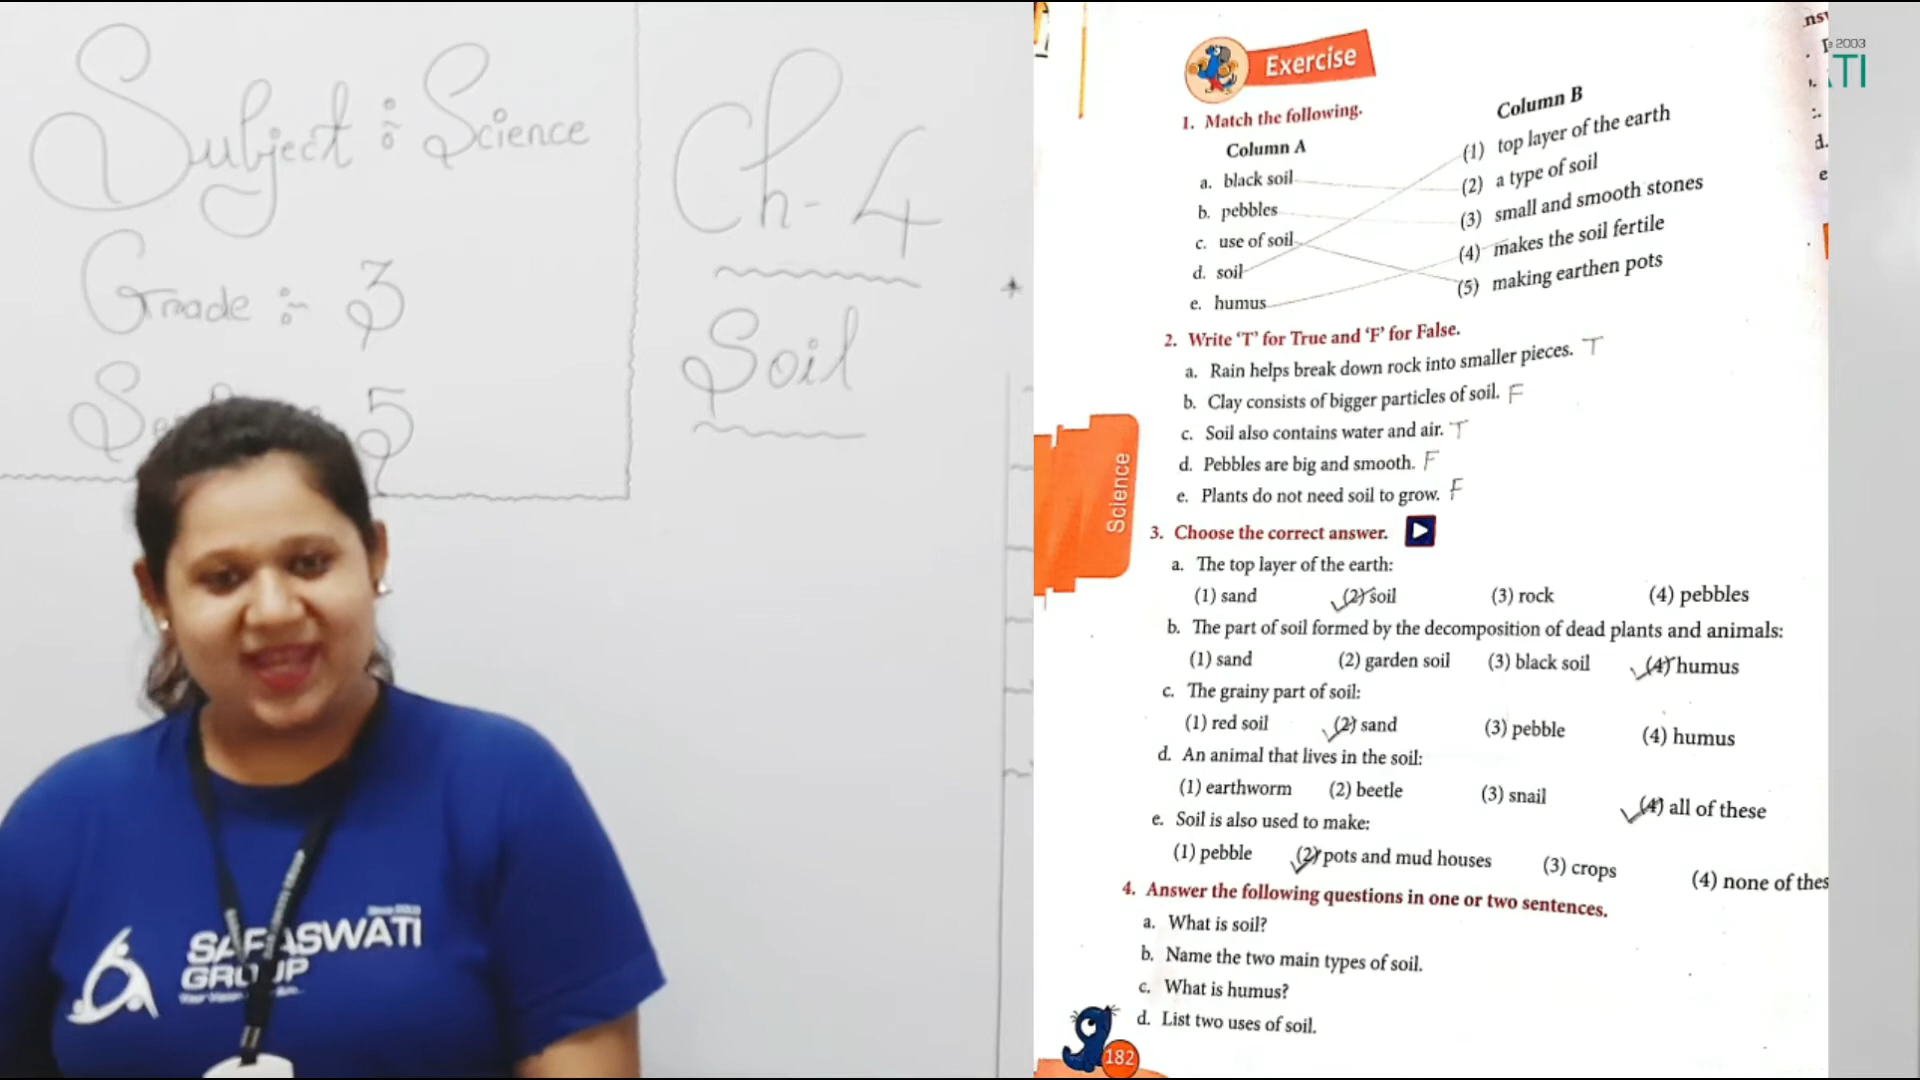 Subject : Science
Grade :- 3
5
Ch - 4
Soil
SARASWATI
GROUP
Since 2003
Science
Exercise
1. Match the following.
Column A
Column B
a. black soil
(1) top layer of the earth
b. pebbles
(2) a type of soil
c. use of soil
(3) small and smooth stones
d. soil
(4) makes the soil fertile
e. humus
(5) making earthen pots
2. Write ‘T’ for True and ‘F’ for False.
a. Rain helps break down rock into smaller pieces. T
b. Clay consists of bigger particles of soil. F
c. Soil also contains water and air. T
d. Pebbles are big and smooth. F
e. Plants do not need soil to grow. F
3. Choose the correct answer.
a. The top layer of the earth:
(1) sand (2) soil (3) rock (4) pebbles
b. The part of soil formed by the decomposition of dead plants and animals:
(1) sand (2) garden soil (3) black soil (4) humus
c. The grainy part of soil:
(1) red soil (2) sand (3) pebble (4) humus
d. An animal that lives in the soil:
(1) earthworm (2) beetle (3) snail (4) all of these
e. Soil is also used to make:
(1) pebble (2) pots and mud houses (3) crops (4) none of thes
4. Answer the following questions in one or two sentences.
a. What is soil?
b. Name the two main types of soil.
c. What is humus?
d. List two uses of soil.
182
2003
ATI
d.
e